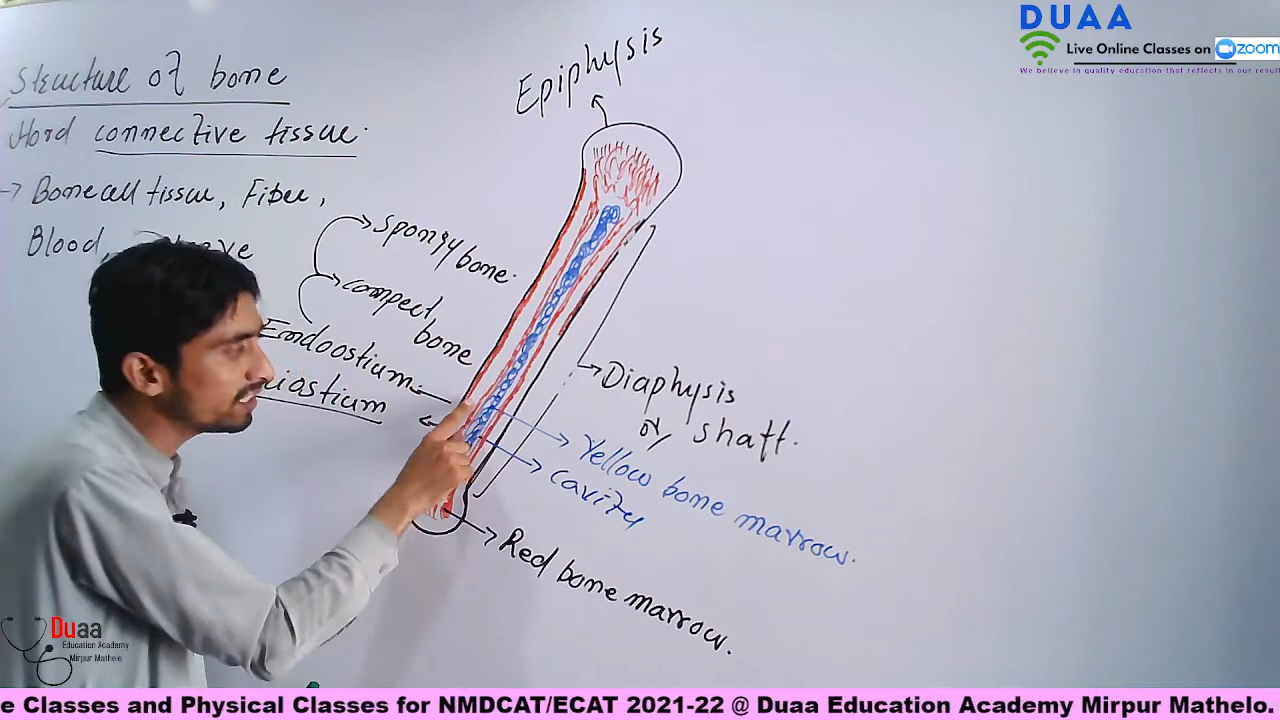 DUAA
Live Online Classes on zoom
We believe in quality education that reflects in our result
Structure of bone
Hard connective tissue.
→ Bone cell tissue, Fiber,
Blood, Nerve
Epiphysis
Spongy bone.
compect
bone
Endoostium
iostium
Diaphysis
or shaft.
Yellow bone marrow.
cavity
Red bone marrow.
Duaa
Education Academy
Mirpur Mathelo
e Classes and Physical Classes for NMDCAT/ECAT 2021-22 @ Duaa Education Academy Mirpur Mathelo.